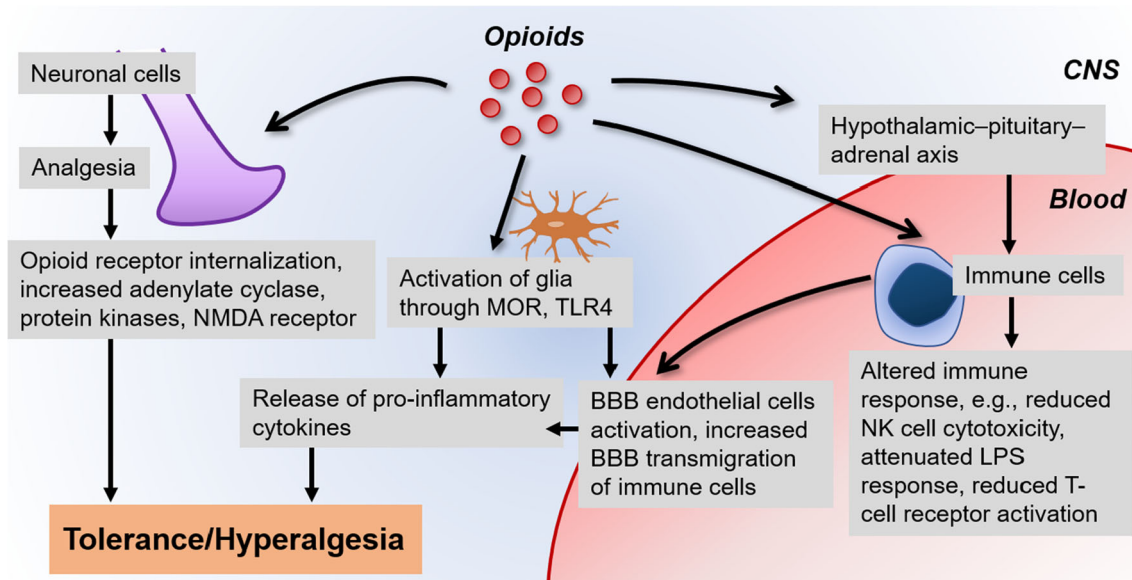 Opioids
CNS
Neuronal cells
Hypothalamic–pituitary–
adrenal axis
Analgesia
Blood
Opioid receptor internalization,
increased adenylate cyclase,
protein kinases, NMDA receptor
Activation of glia
through MOR, TLR4
Immune cells
Release of pro-inflammatory
cytokines
BBB endothelial cells
activation, increased
BBB transmigration
of immune cells
Altered immune
response, e.g., reduced
NK cell cytotoxicity,
attenuated LPS
response, reduced T-
cell receptor activation
Tolerance/Hyperalgesia